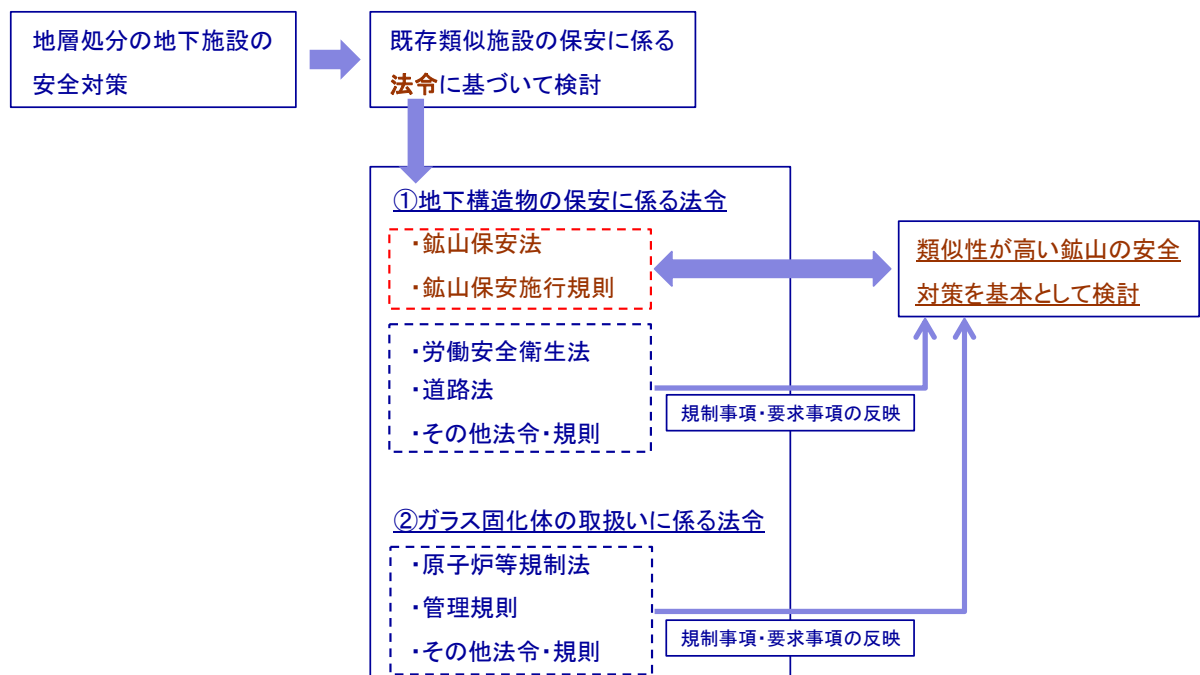 地層処分の地下施設の
安全対策
既存類似施設の保安に係る
法令に基づいて検討
①地下構造物の保安に係る法令
・鉱山保安法
・鉱山保安施行規則
・労働安全衛生法
・道路法
・その他法令・規則
規制事項・要求事項の反映
類似性が高い鉱山の安全
対策を基本として検討
②ガラス固化体の取扱いに係る法令
・原子炉等規制法
・管理規則
・その他法令・規則
規制事項・要求事項の反映